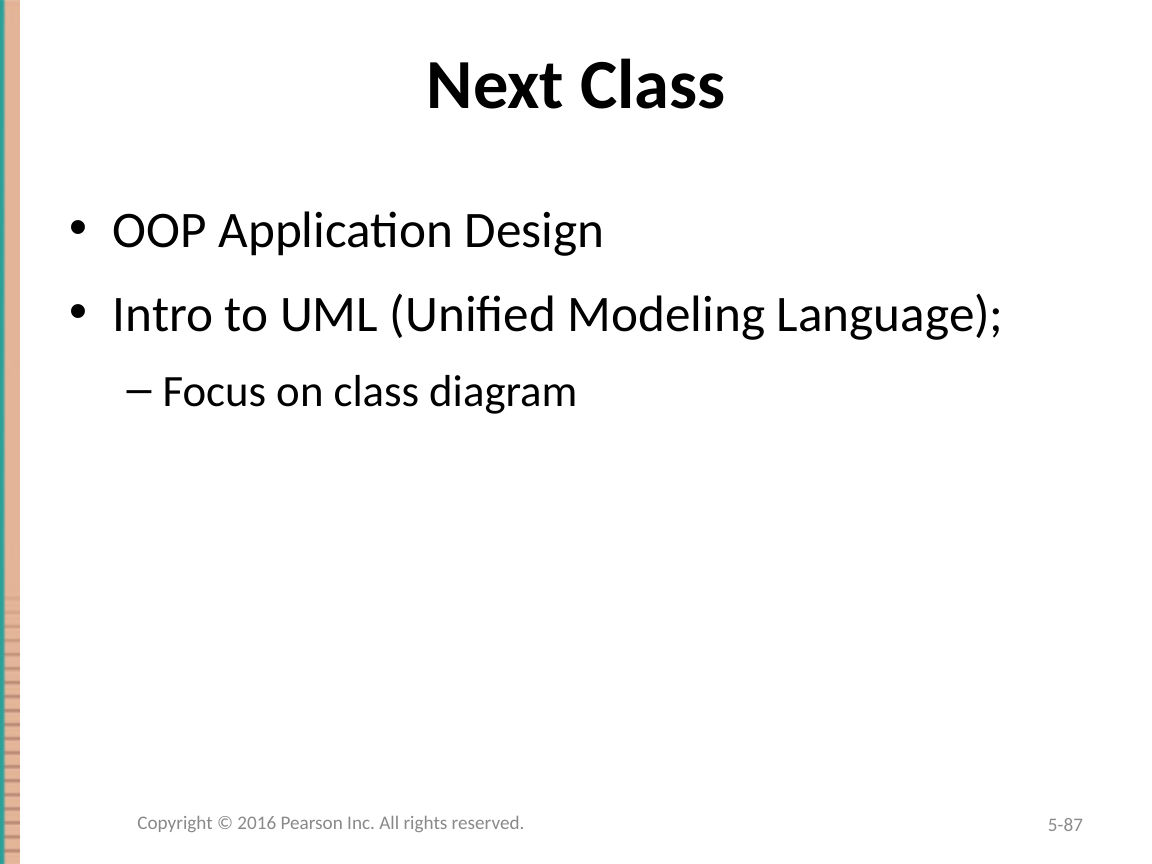 Next Class
• OOP Application Design
• Intro to UML (Unified Modeling Language);
– Focus on class diagram
Copyright © 2016 Pearson Inc. All rights reserved.
5-87